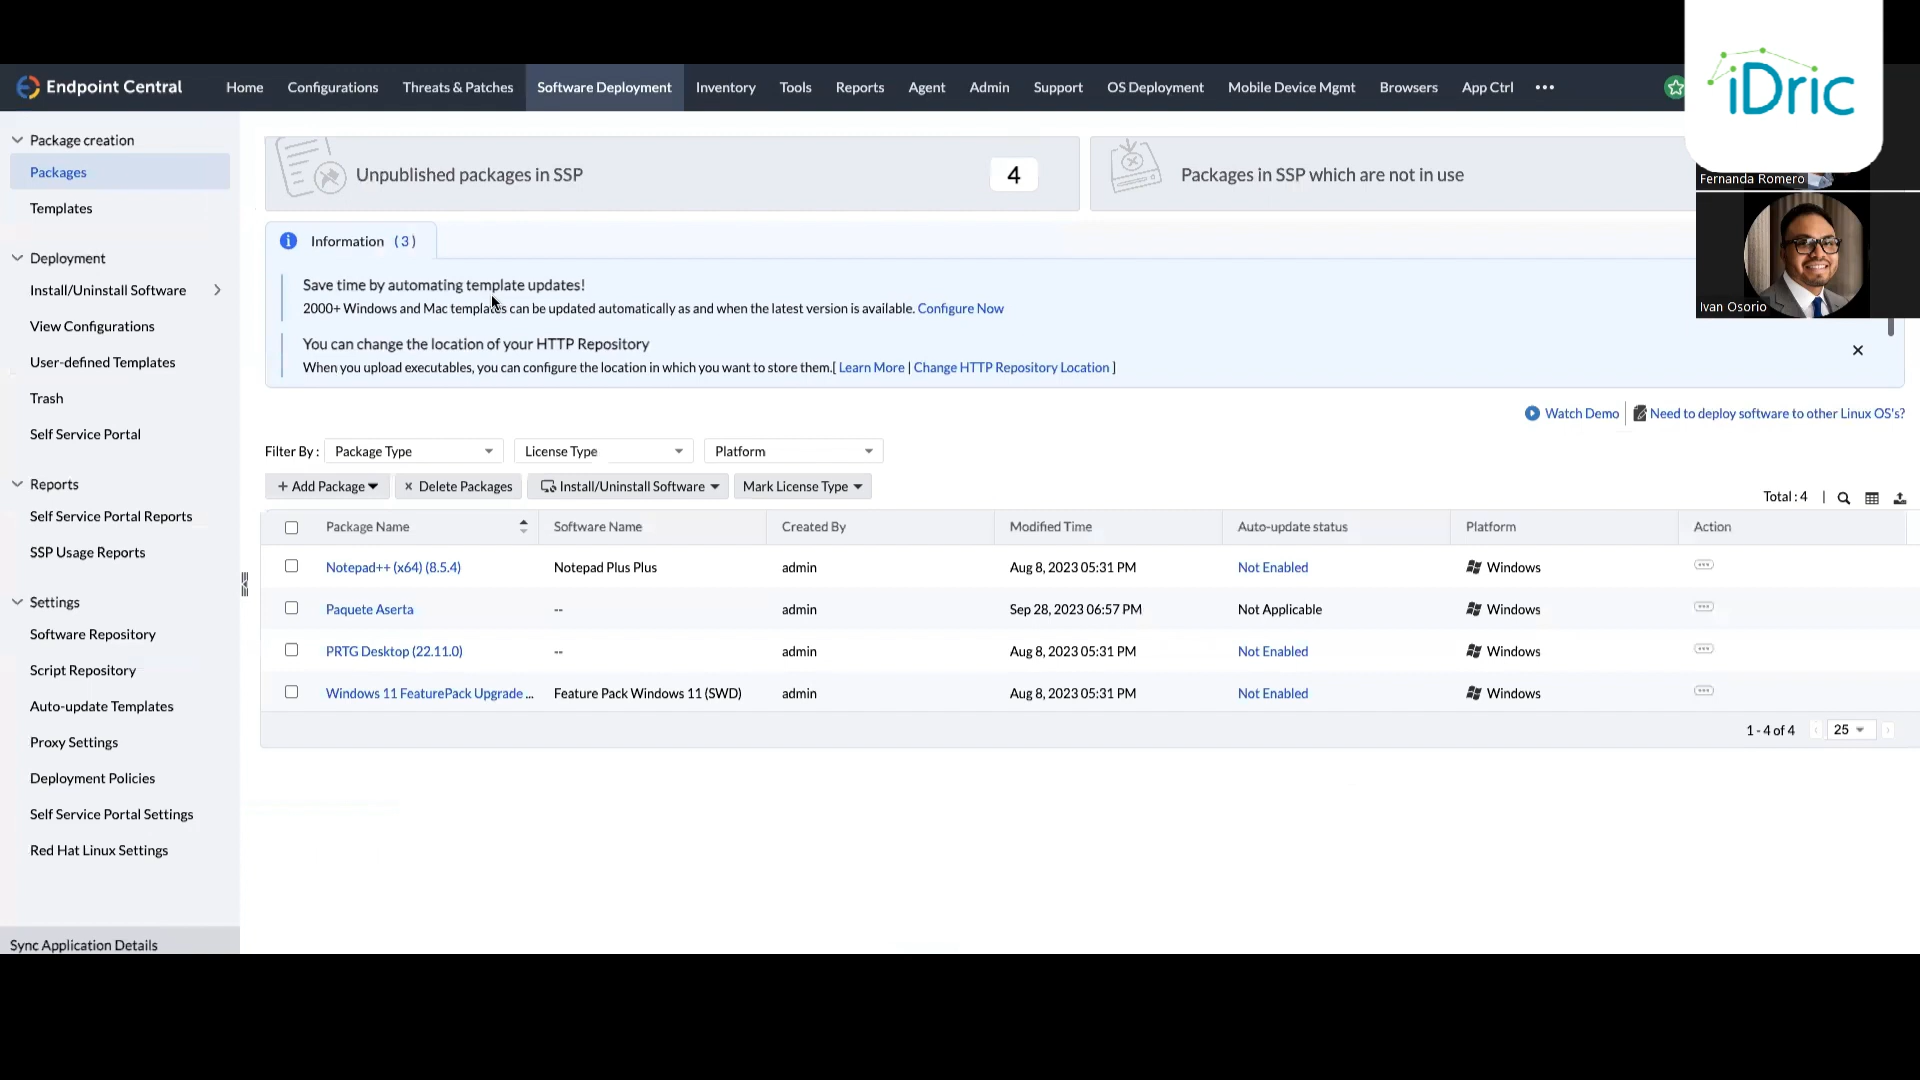 Endpoint Central
Home Configurations Threats & Patches Software Deployment Inventory Tools Reports Agent Admin Support OS Deployment Mobile Device Mgmt Browsers App Ctrl
iDric
Fernanda Romero
Ivan Osorio
Package creation
Packages
Templates
Deployment
Install/Uninstall Software
View Configurations
User-defined Templates
Trash
Self Service Portal
Reports
Self Service Portal Reports
SSP Usage Reports
Settings
Software Repository
Script Repository
Auto-update Templates
Proxy Settings
Deployment Policies
Self Service Portal Settings
Red Hat Linux Settings
Sync Application Details
Unpublished packages in SSP 4 Packages in SSP which are not in use
Information (3)
Save time by automating template updates!
2000+ Windows and Mac templates can be updated automatically as and when the latest version is available. Configure Now
You can change the location of your HTTP Repository
When you upload executables, you can configure the location in which you want to store them.[ Learn More | Change HTTP Repository Location ]
Watch Demo Need to deploy software to other Linux OS's?
Filter By : Package Type License Type Platform
+ Add Package × Delete Packages Install/Uninstall Software Mark License Type
Total : 4
Package Name Software Name Created By Modified Time Auto-update status Platform Action
Notepad++ (x64) (8.5.4) Notepad Plus Plus admin Aug 8, 2023 05:31 PM Not Enabled Windows
Paquete Aserta -- admin Sep 28, 2023 06:57 PM Not Applicable Windows
PRTG Desktop (22.11.0) -- admin Aug 8, 2023 05:31 PM Not Enabled Windows
Windows 11 FeaturePack Upgrade ... Feature Pack Windows 11 (SWD) admin Aug 8, 2023 05:31 PM Not Enabled Windows
1 - 4 of 4 25